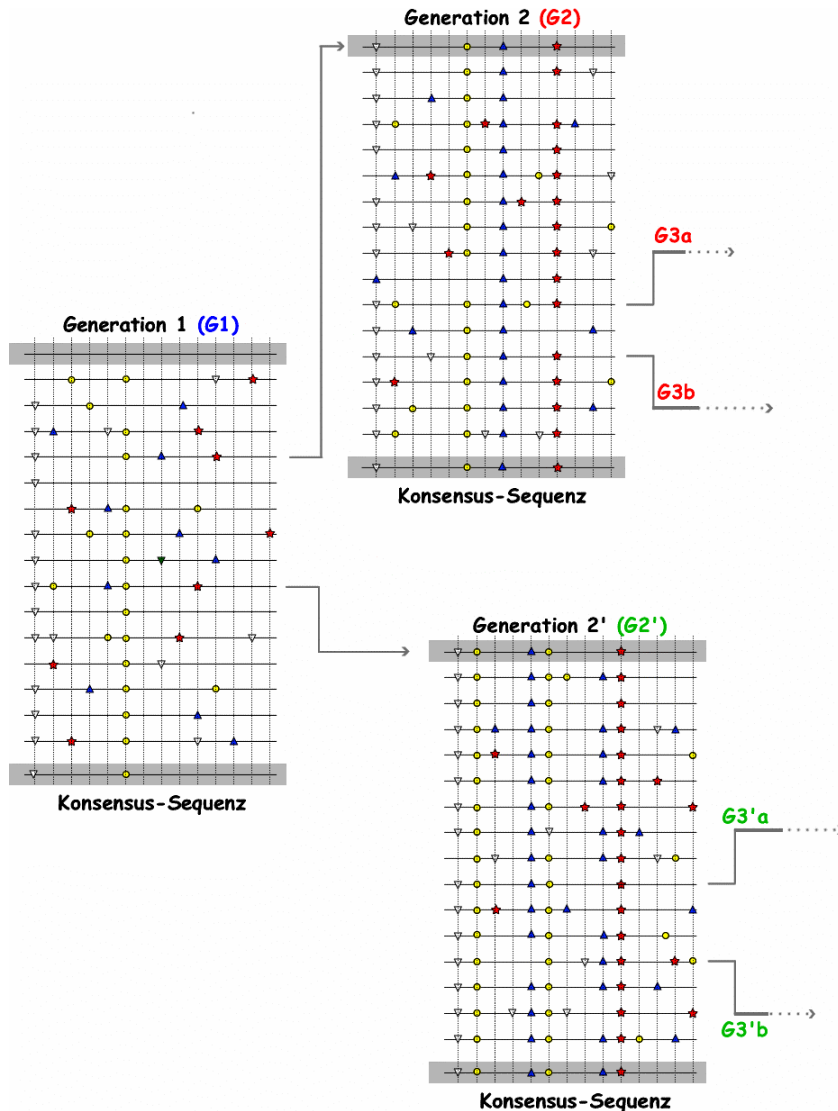 Generation 2 (G2)
G3a
Generation 1 (G1)
G3b
Konsensus-Sequenz
Generation 2' (G2')
Konsensus-Sequenz
G3'a
G3'b
Konsensus-Sequenz